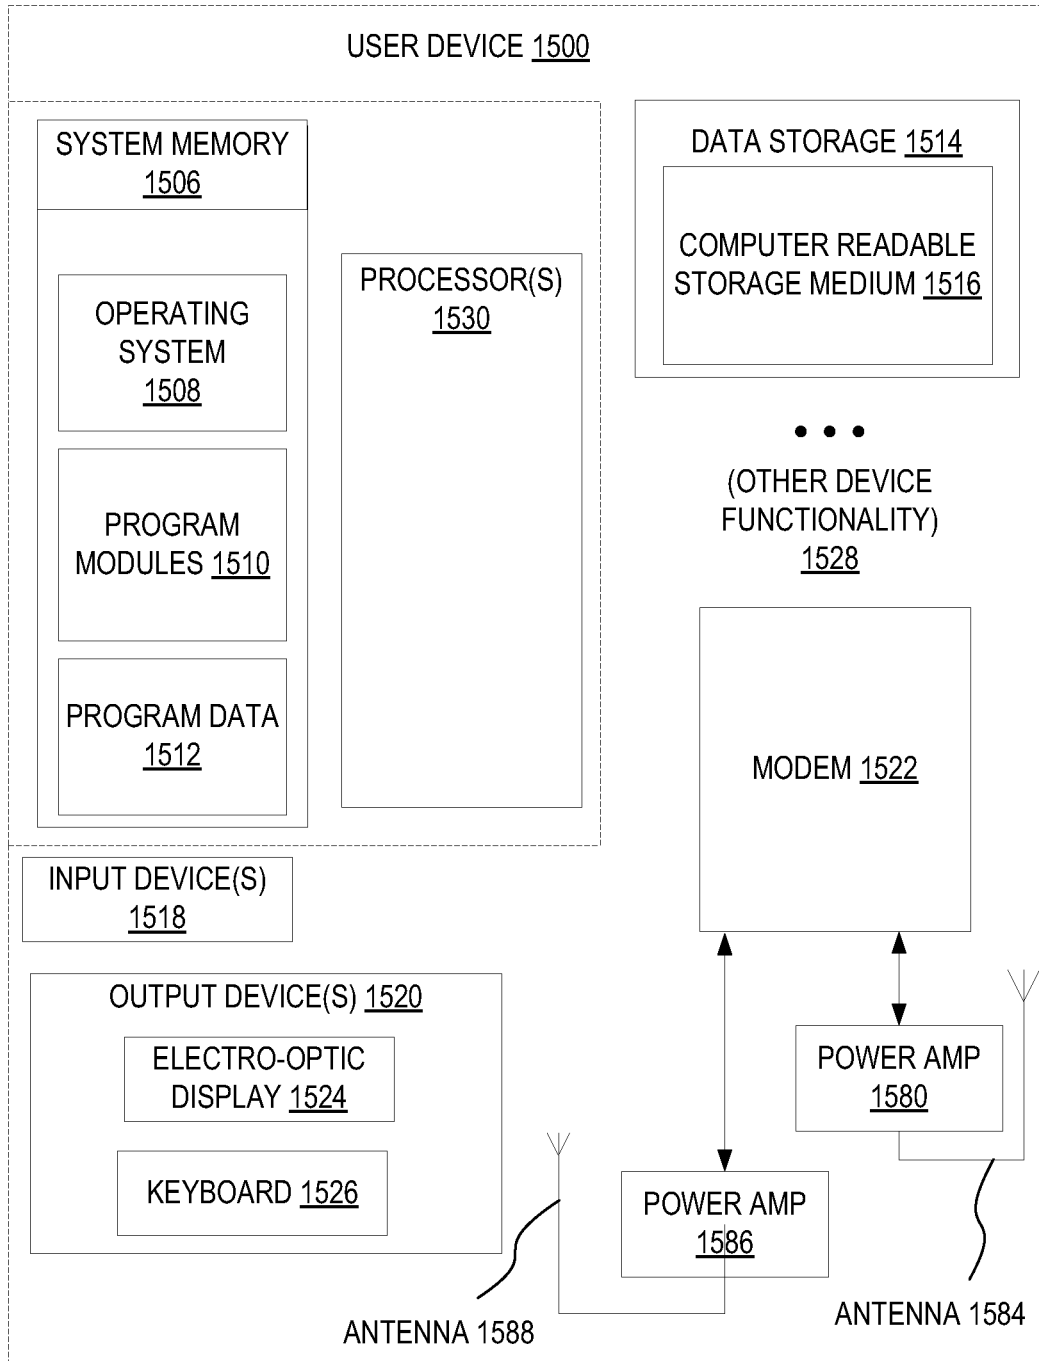 USER DEVICE 1500
SYSTEM MEMORY
1506
OPERATING
SYSTEM
1508
PROGRAM
MODULES 1510
PROGRAM DATA
1512
PROCESSOR(S)
1530
DATA STORAGE 1514
COMPUTER READABLE
STORAGE MEDIUM 1516
(OTHER DEVICE
FUNCTIONALITY)
1528
MODEM 1522
INPUT DEVICE(S)
1518
OUTPUT DEVICE(S) 1520
ELECTRO-OPTIC
DISPLAY 1524
KEYBOARD 1526
POWER AMP
1580
POWER AMP
1586
ANTENNA 1588
ANTENNA 1584